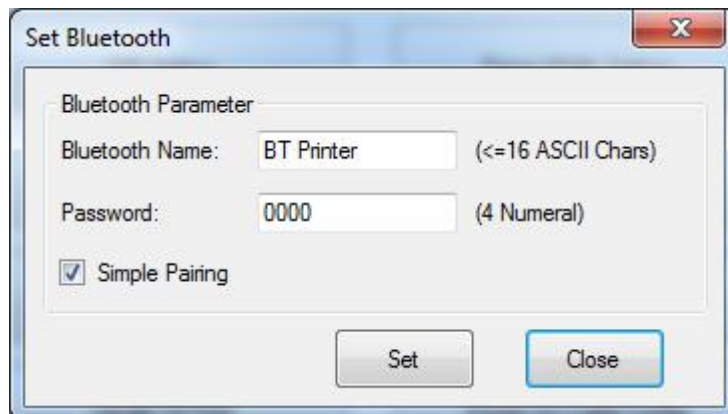 Set Bluetooth
Bluetooth Parameter
Bluetooth Name: BT Printer (<=16 ASCII Chars)
Password: 0000 (4 Numeral)
Simple Pairing
Set Close